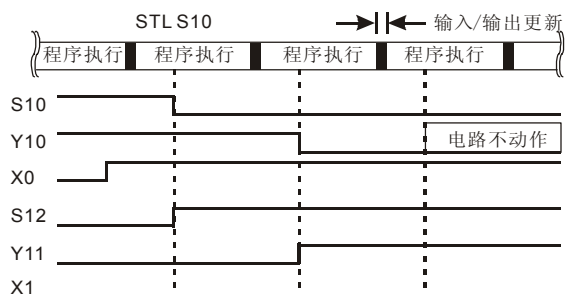 STL S10
输入/输出更新
程序执行 程序执行 程序执行 程序执行
S10
Y10
电路不动作
X0
S12
Y11
X1